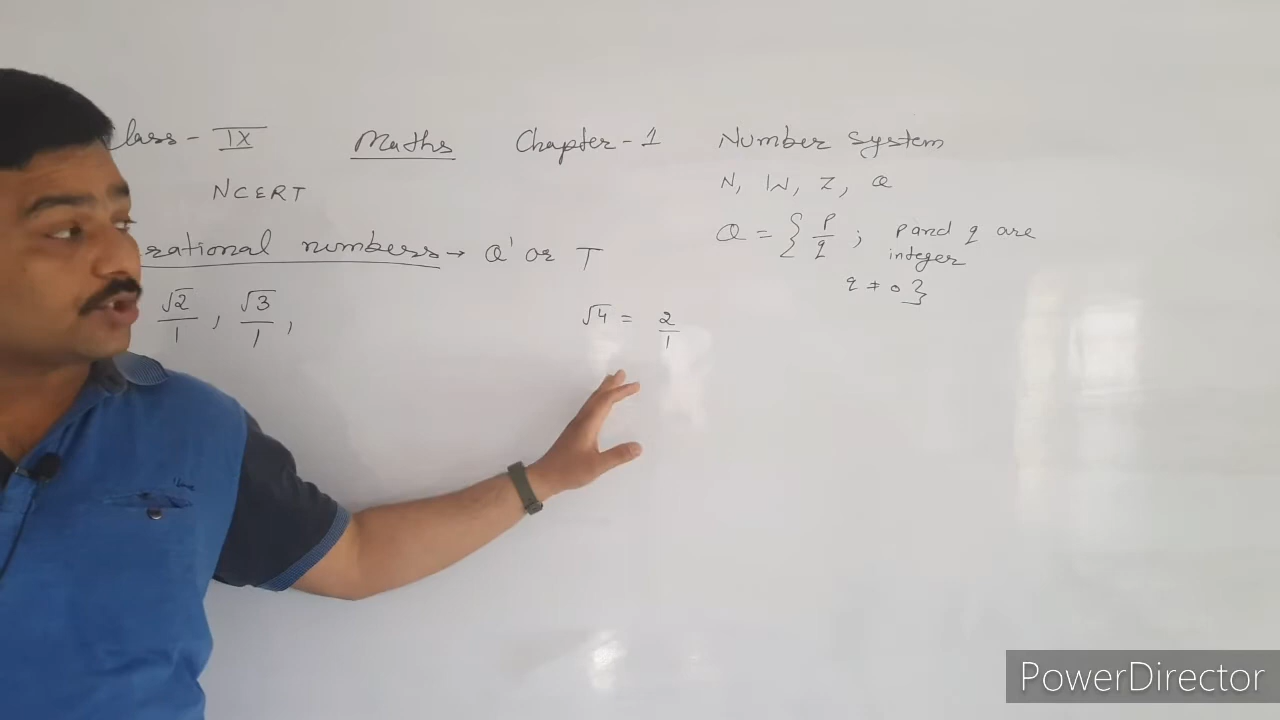 lass - IX Maths Chapter - 1 Number System
NCERT
N, W, Z, Q
rational numbers → Q' or T
Q = { p/q ; p and q are
integer
q ≠ 0 }
√2/1 , √3/1 ,
√4 = 2/1
PowerDirector